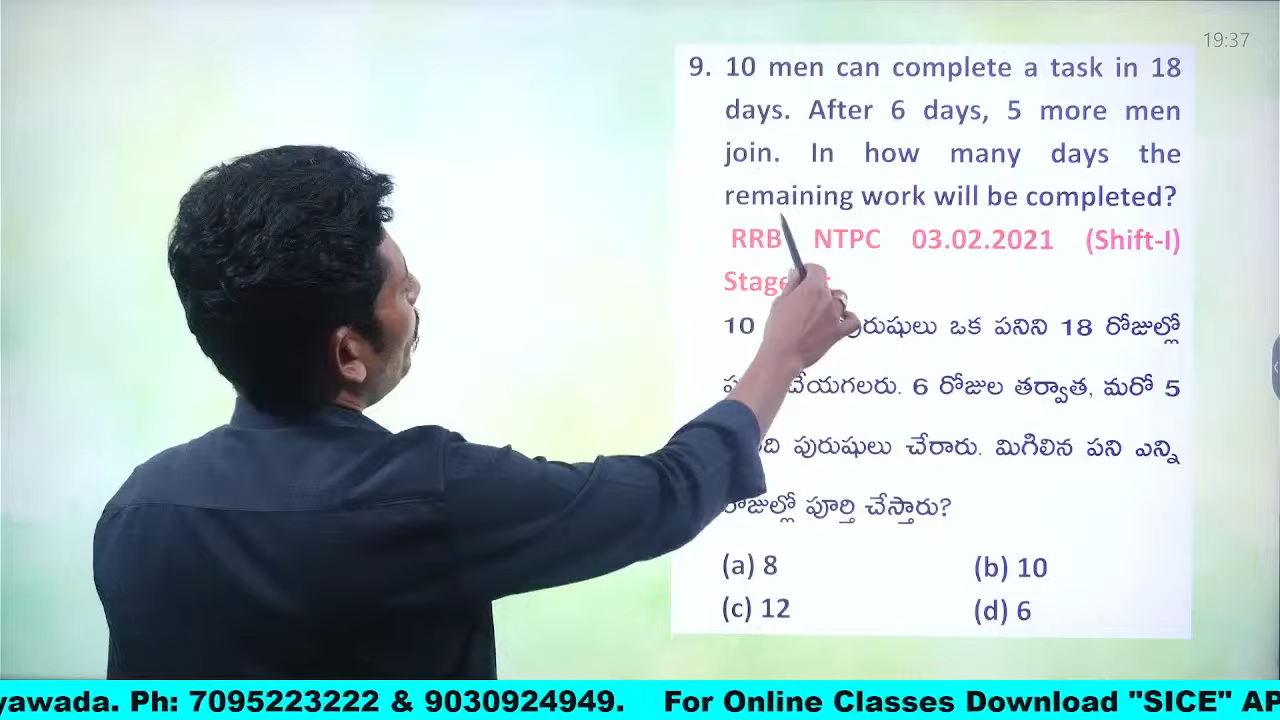 19:37
9. 10 men can complete a task in 18
days. After 6 days, 5 more men
join. In how many days the
remaining work will be completed?
RRB NTPC 03.02.2021 (Shift-I)
Stage
10 పురుషులు ఒక పనిని 18 రోజుల్లో
చేయగలరు. 6 రోజుల తర్వాత, మరో 5
పురుషులు చేరారు. మిగిలిన పని ఎన్ని
రోజుల్లో పూర్తి చేస్తారు?
(a) 8 (b) 10
(c) 12 (d) 6
Ph: 7095223222 & 9030924949. For Online Classes Download "SICE"